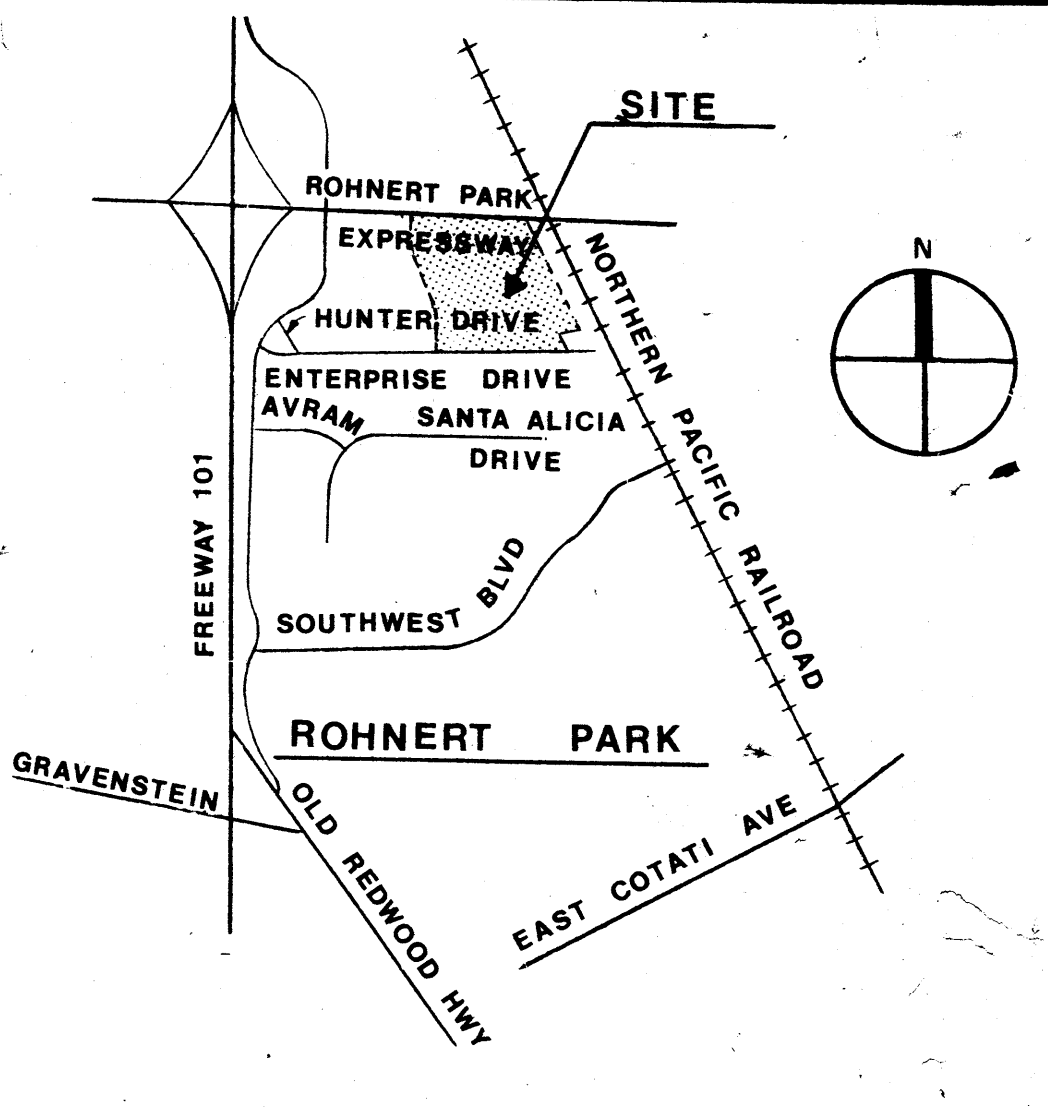 SITE
ROHNERT PARK
EXPRESSWAY
N
NORTHERN PACIFIC RAILROAD
HUNTER DRIVE
ENTERPRISE DRIVE
AVRAM
SANTA ALICIA
DRIVE
FREEWAY 101
SOUTHWEST BLVD
ROHNERT PARK
GRAVENSTEIN
OLD REDWOOD HWY
EAST COTATI AVE